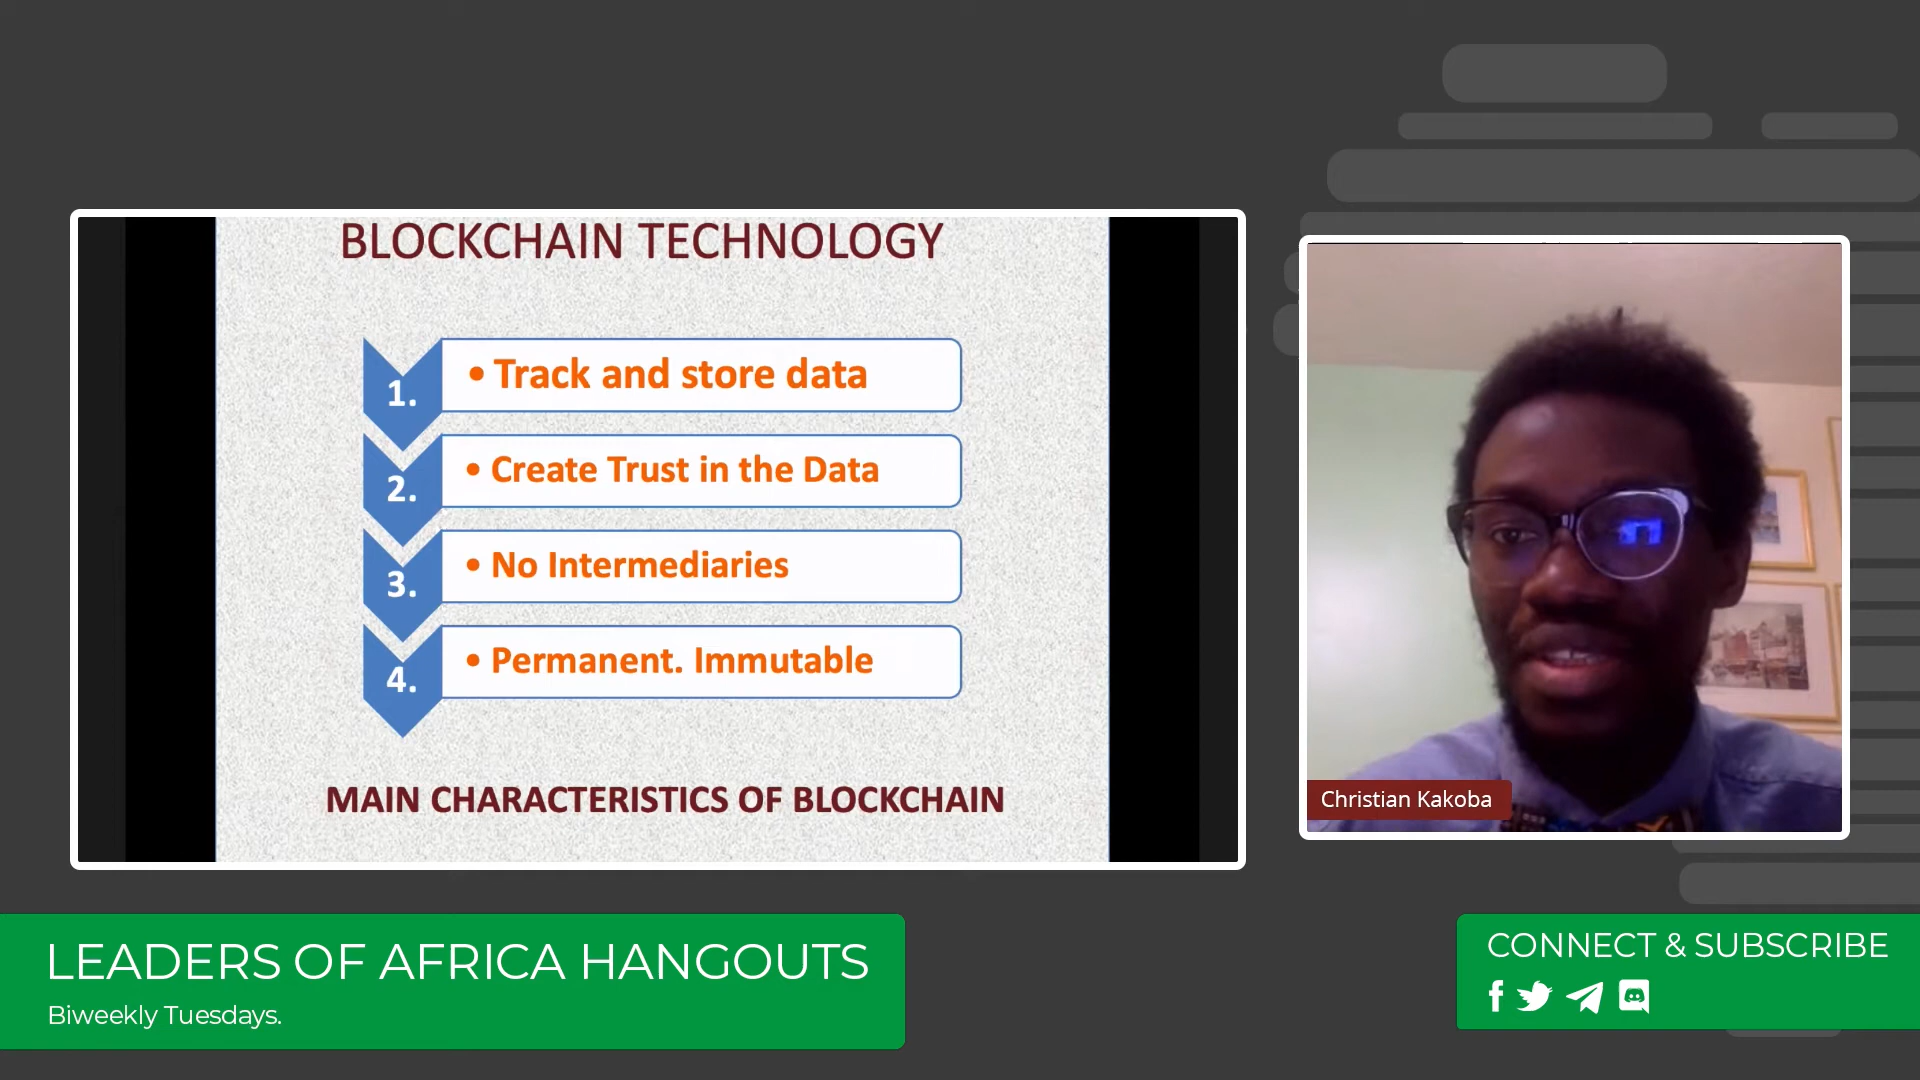 BLOCKCHAIN TECHNOLOGY
1.
• Track and store data
2.
• Create Trust in the Data
3.
• No Intermediaries
4.
• Permanent. Immutable
MAIN CHARACTERISTICS OF BLOCKCHAIN
Christian Kakoba
LEADERS OF AFRICA HANGOUTS
Biweekly Tuesdays.
CONNECT & SUBSCRIBE